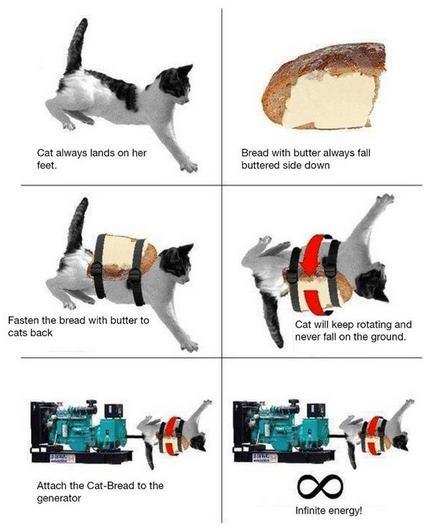 Cat always lands on her
feet.
Bread with butter always fall
buttered side down
Fasten the bread with butter to
cats back
Cat will keep rotating and
never fall on the ground.
Attach the Cat-Bread to the
generator
Infinite energy!